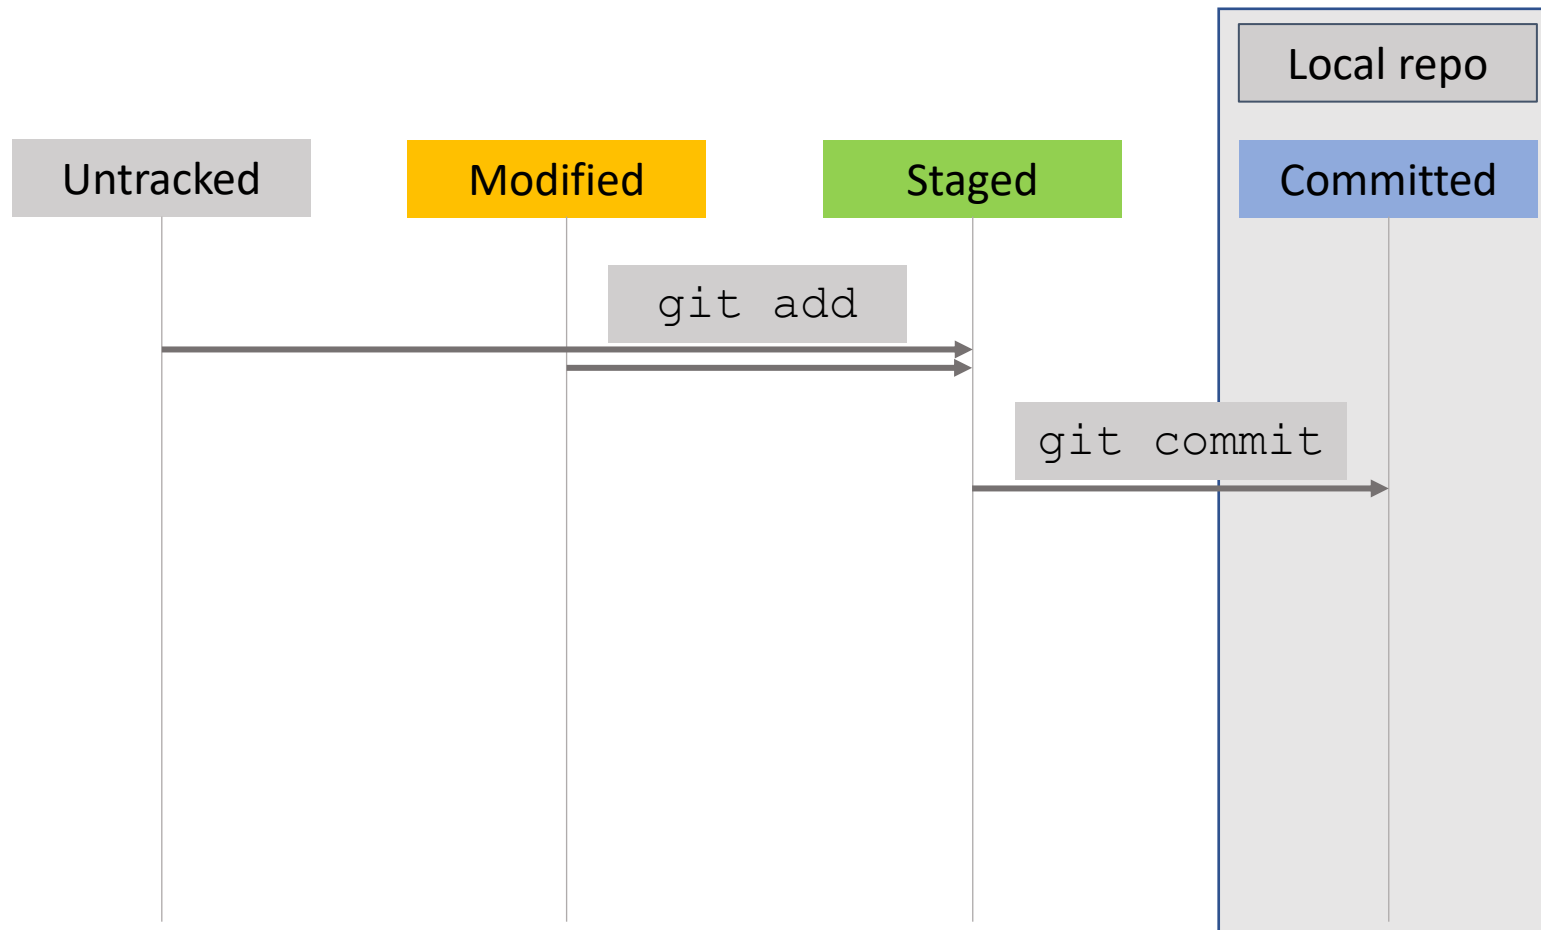 Local repo
Untracked
Modified
Staged
Committed
git add
git commit